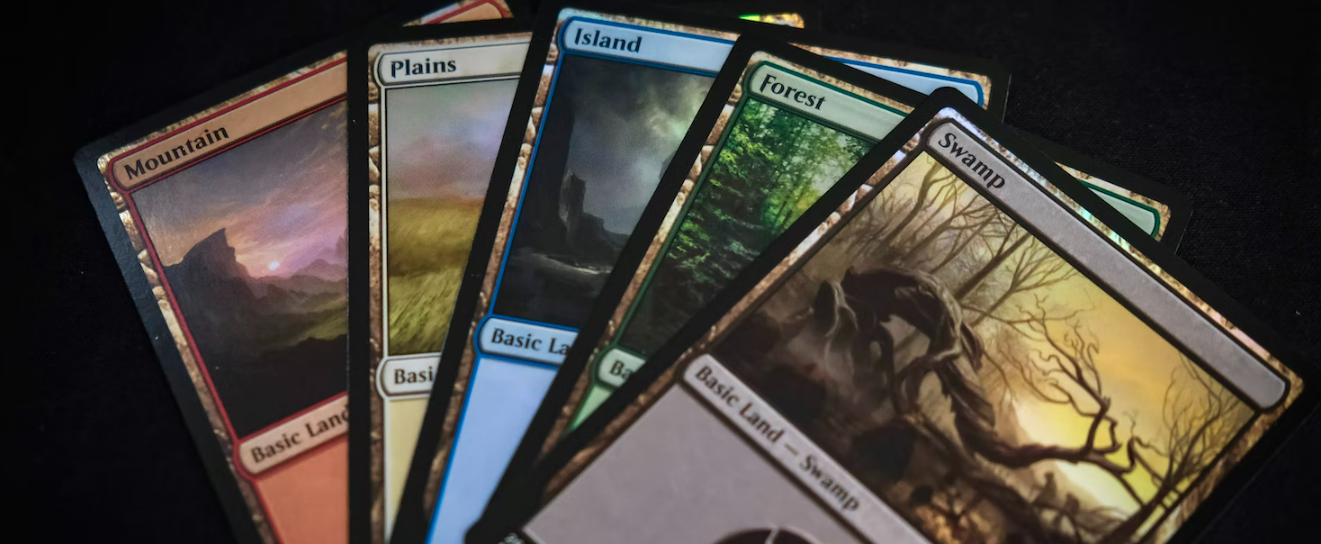 Mountain
Plains
Island
Forest
Swamp
Basic Land
Basi
Basic La
Ba
Basic Land — Swamp